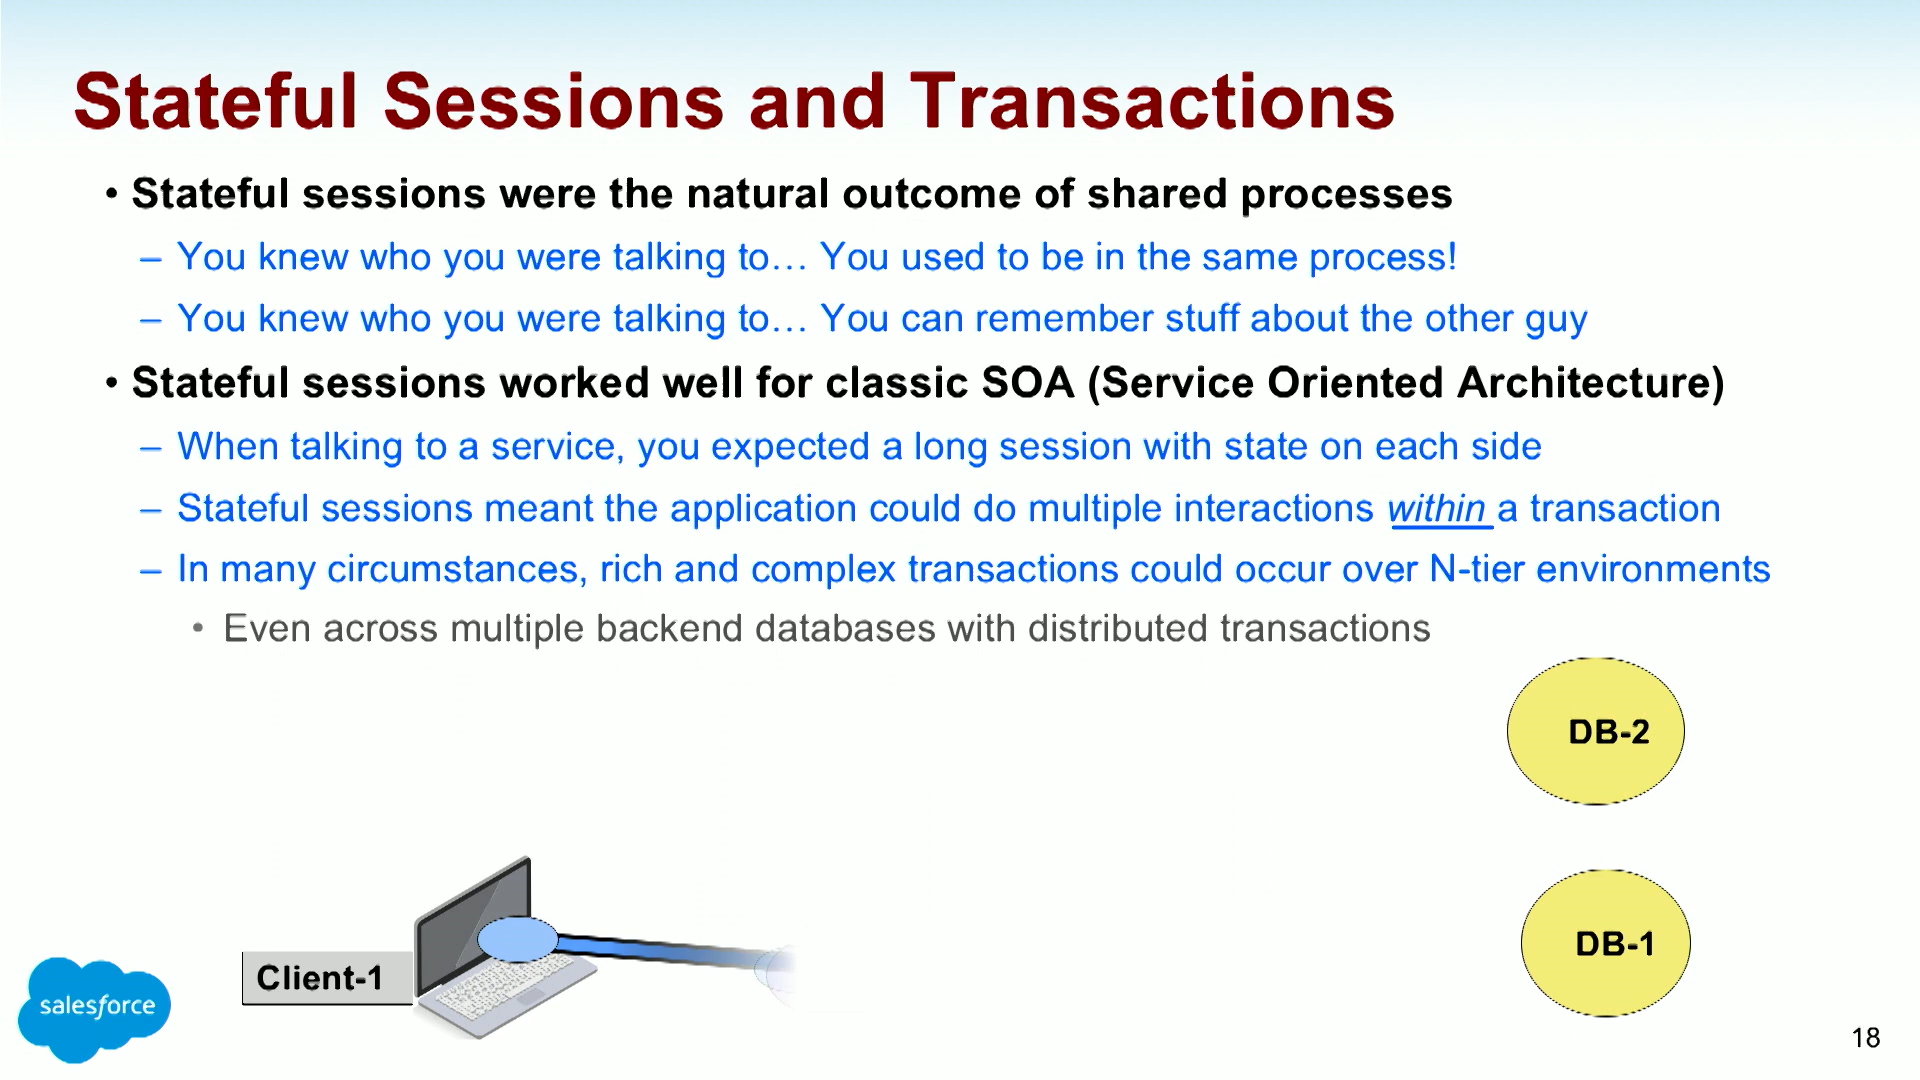 Stateful Sessions and Transactions
• Stateful sessions were the natural outcome of shared processes
– You knew who you were talking to… You used to be in the same process!
– You knew who you were talking to… You can remember stuff about the other guy
• Stateful sessions worked well for classic SOA (Service Oriented Architecture)
– When talking to a service, you expected a long session with state on each side
– Stateful sessions meant the application could do multiple interactions within a transaction
– In many circumstances, rich and complex transactions could occur over N-tier environments
• Even across multiple backend databases with distributed transactions
DB-2
DB-1
Client-1
salesforce
18